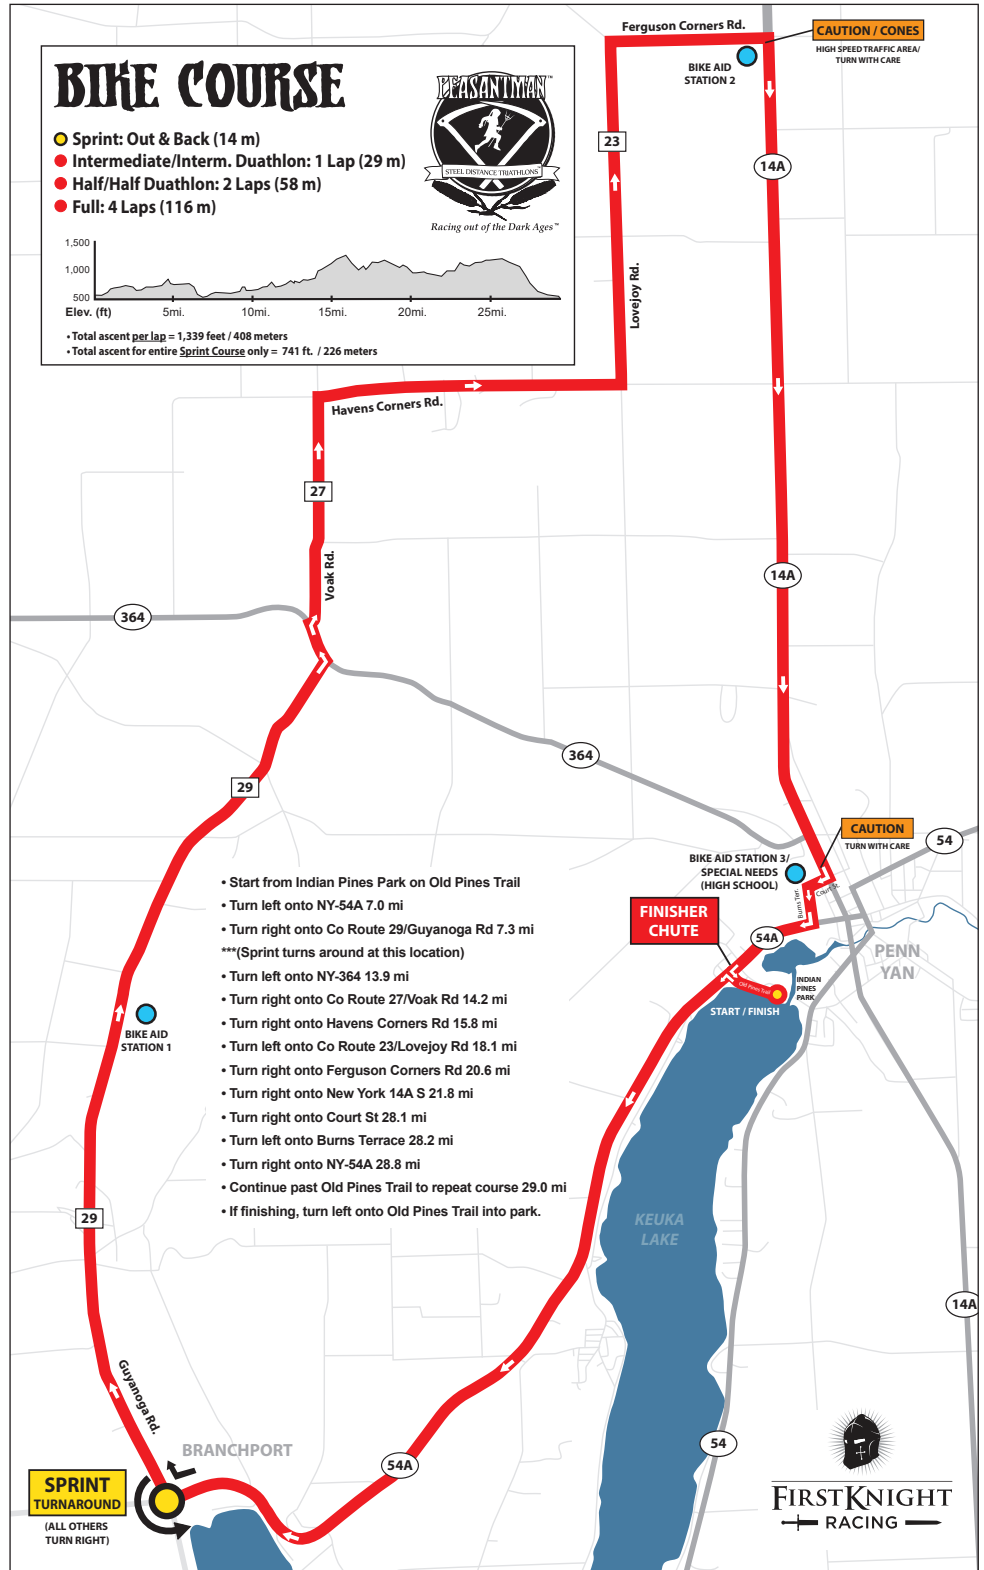 BIKE COURSE
Sprint: Out & Back (14 m)
Intermediate/Interm. Duathlon: 1 Lap (29 m)
Half/Half Duathlon: 2 Laps (58 m)
Full: 4 Laps (116 m)
PEASANTMAN™
STEEL DISTANCE TRIATHLONS
Racing out of the Dark Ages™
1,500
1,000
500
Elev. (ft)
5mi.
10mi.
15mi.
20mi.
25mi.
• Total ascent per lap = 1,339 feet / 408 meters
• Total ascent for entire Sprint Course only = 741 ft. / 226 meters
Ferguson Corners Rd.
CAUTION / CONES
HIGH SPEED TRAFFIC AREA/
TURN WITH CARE
BIKE AID
STATION 2
23
14A
Lovejoy Rd.
Havens Corners Rd.
27
Voak Rd.
14A
364
364
29
CAUTION
TURN WITH CARE
54
BIKE AID STATION 3/
SPECIAL NEEDS
(HIGH SCHOOL)
Court St.
Burns Terr.
FINISHER
CHUTE
54A
PENN
YAN
Old Pines Trail
INDIAN
PINES
PARK
START / FINISH
• Start from Indian Pines Park on Old Pines Trail
• Turn left onto NY-54A 7.0 mi
• Turn right onto Co Route 29/Guyanoga Rd 7.3 mi
***(Sprint turns around at this location)
• Turn left onto NY-364 13.9 mi
• Turn right onto Co Route 27/Voak Rd 14.2 mi
• Turn right onto Havens Corners Rd 15.8 mi
• Turn left onto Co Route 23/Lovejoy Rd 18.1 mi
• Turn right onto Ferguson Corners Rd 20.6 mi
• Turn right onto New York 14A S 21.8 mi
• Turn right onto Court St 28.1 mi
• Turn left onto Burns Terrace 28.2 mi
• Turn right onto NY-54A 28.8 mi
• Continue past Old Pines Trail to repeat course 29.0 mi
• If finishing, turn left onto Old Pines Trail into park.
BIKE AID
STATION 1
29
KEUKA
LAKE
14A
Guyanoga Rd.
BRANCHPORT
54A
54
SPRINT
TURNAROUND
(ALL OTHERS
TURN RIGHT)
FIRSTKNIGHT
RACING